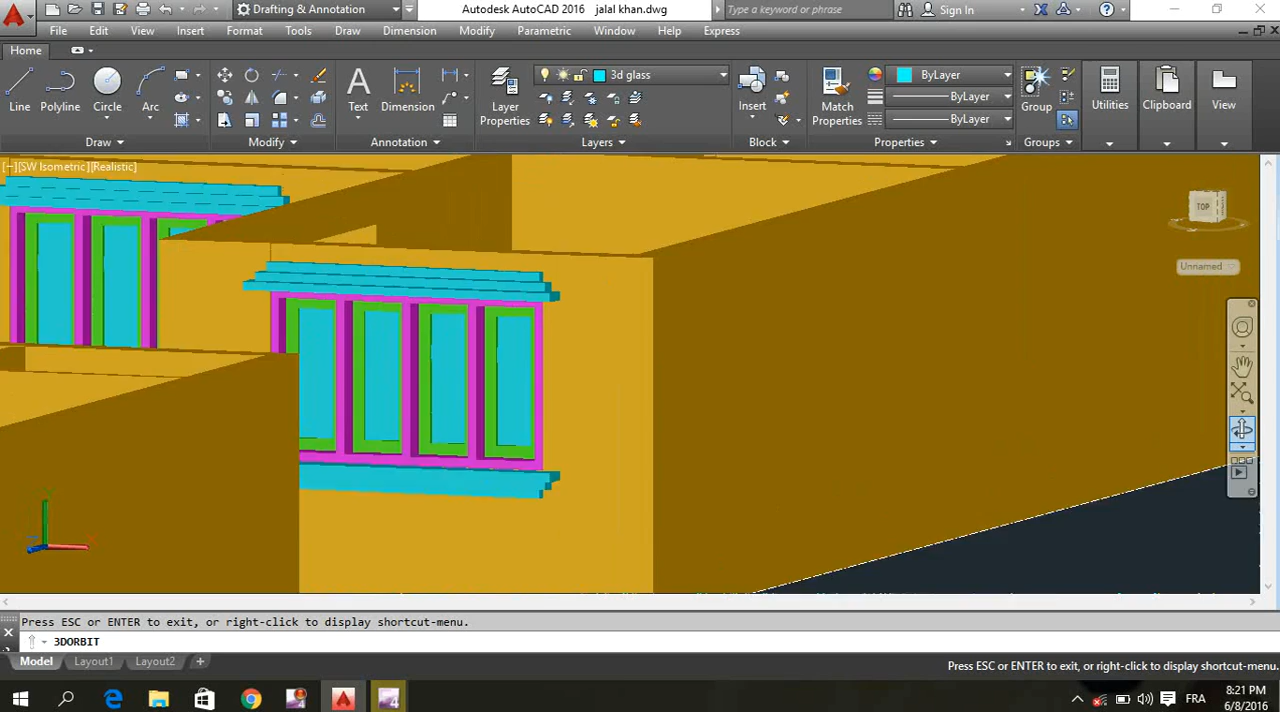 Drafting & Annotation
Autodesk AutoCAD 2016 jalal khan.dwg
Type a keyword or phrase
Sign In
File Edit View Insert Format Tools Draw Dimension Modify Parametric Window Help Express
Home
3d glass
ByLayer
ByLayer
ByLayer
Line Polyline Circle Arc
Text Dimension
Layer Properties
Insert
Match Properties
Group
Utilities
Clipboard
View
Draw Modify Annotation Layers Block Properties Groups
[−][SW Isometric][Realistic]
TOP
Unnamed
Press ESC or ENTER to exit, or right-click to display shortcut-menu.
3DORBIT
Model Layout1 Layout2 +
Press ESC or ENTER to exit, or right-click to display shortcut-menu.
FRA
8:21 PM
6/8/2016